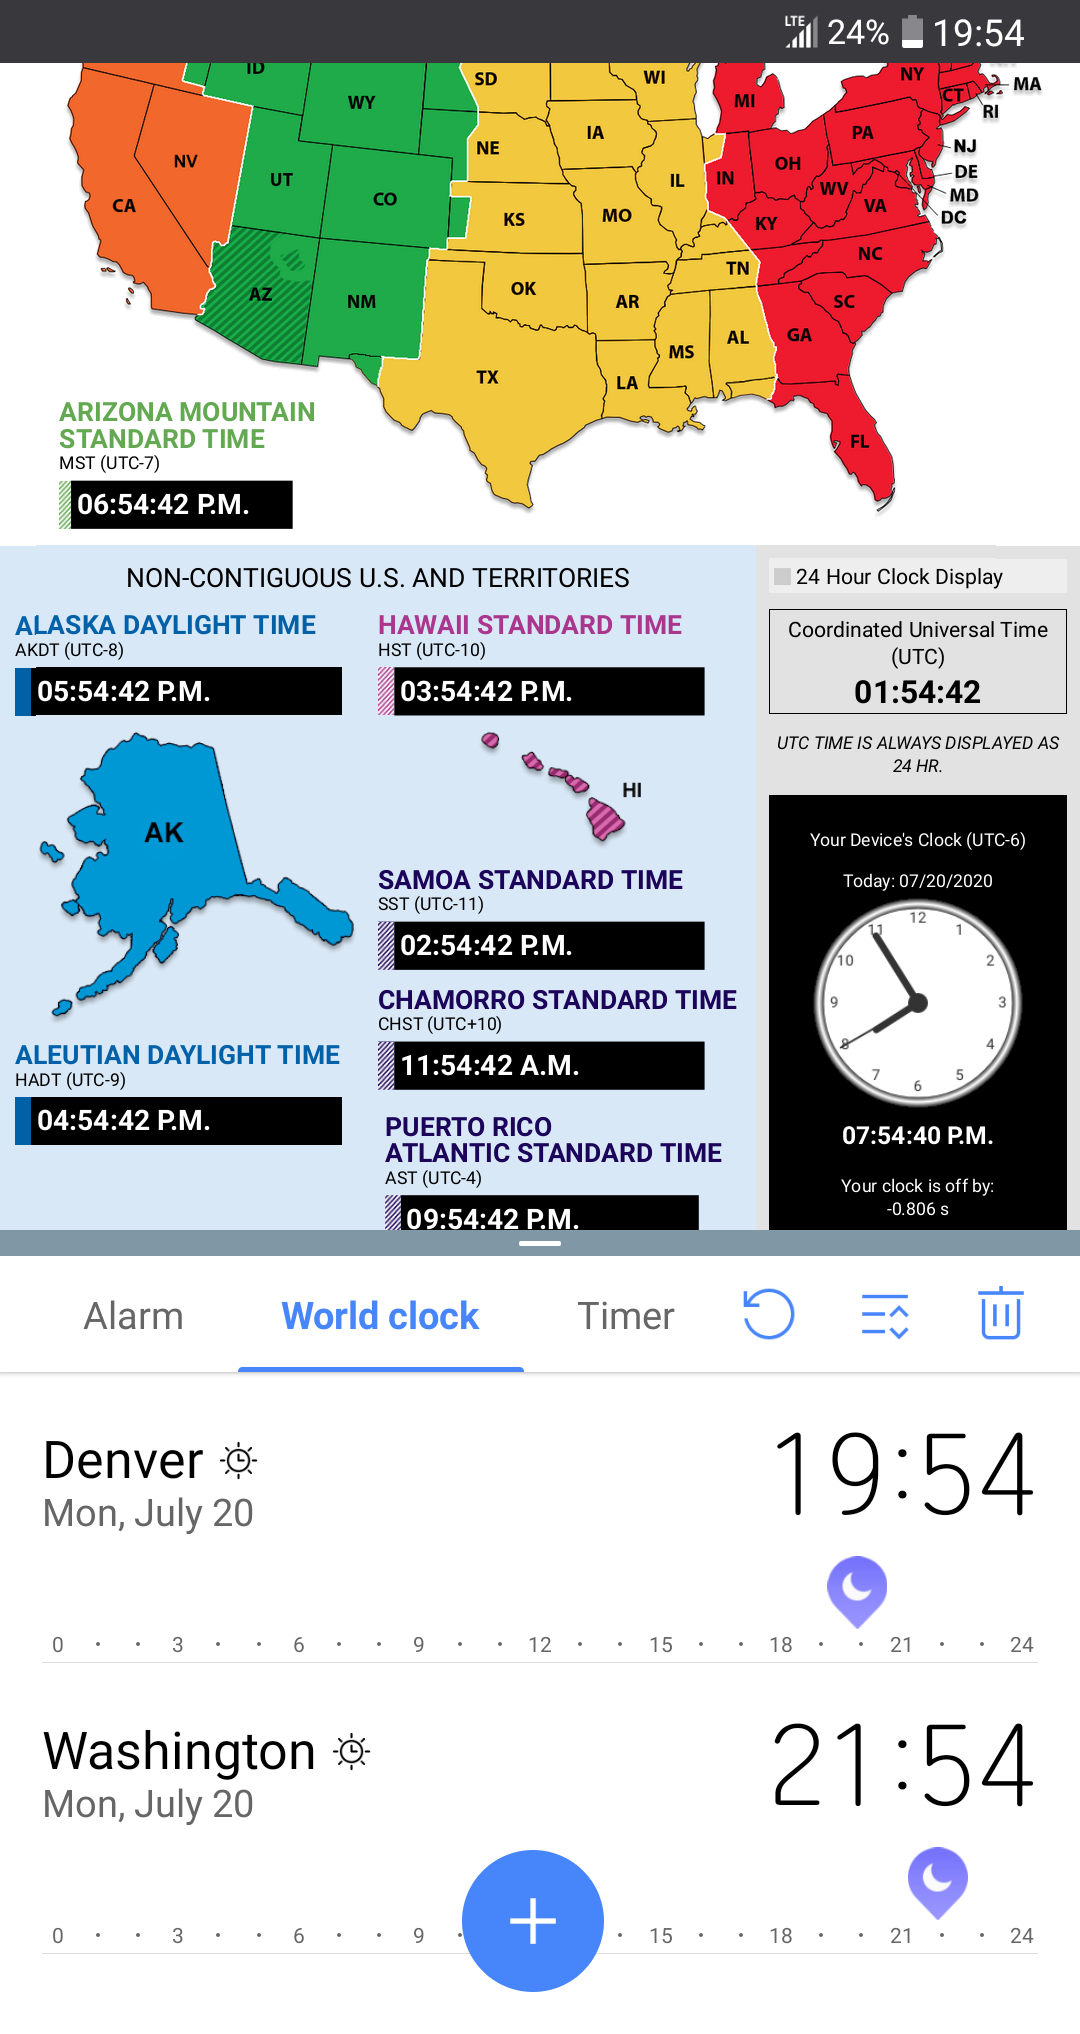 LTE 24% 19:54
ID
WY
SD
WI
NY
MI
CT
MA
RI
NV
NE
IA
PA
NJ
UT
CO
IL
IN
OH
DE
WV
MD
CA
VA
KS
MO
KY
DC
NC
TN
AZ
NM
OK
AR
SC
MS
AL
GA
TX
LA
FL
ARIZONA MOUNTAIN
STANDARD TIME
MST (UTC-7)
06:54:42 P.M.
NON-CONTIGUOUS U.S. AND TERRITORIES
ALASKA DAYLIGHT TIME
AKDT (UTC-8)
05:54:42 P.M.
AK
ALEUTIAN DAYLIGHT TIME
HADT (UTC-9)
04:54:42 P.M.
HAWAII STANDARD TIME
HST (UTC-10)
03:54:42 P.M.
HI
SAMOA STANDARD TIME
SST (UTC-11)
02:54:42 P.M.
CHAMORRO STANDARD TIME
CHST (UTC+10)
11:54:42 A.M.
PUERTO RICO
ATLANTIC STANDARD TIME
AST (UTC-4)
09:54:42 P.M.
24 Hour Clock Display
Coordinated Universal Time
(UTC)
01:54:42
UTC TIME IS ALWAYS DISPLAYED AS
24 HR.
Your Device's Clock (UTC-6)
Today: 07/20/2020
12
11 1
10 2
9 3
8 4
7 5
6
07:54:40 P.M.
Your clock is off by:
-0.806 s
Alarm World clock Timer
Denver 19:54
Mon, July 20
0 3 6 9 12 15 18 21 24
Washington 21:54
Mon, July 20
0 3 6 9 15 18 21 24